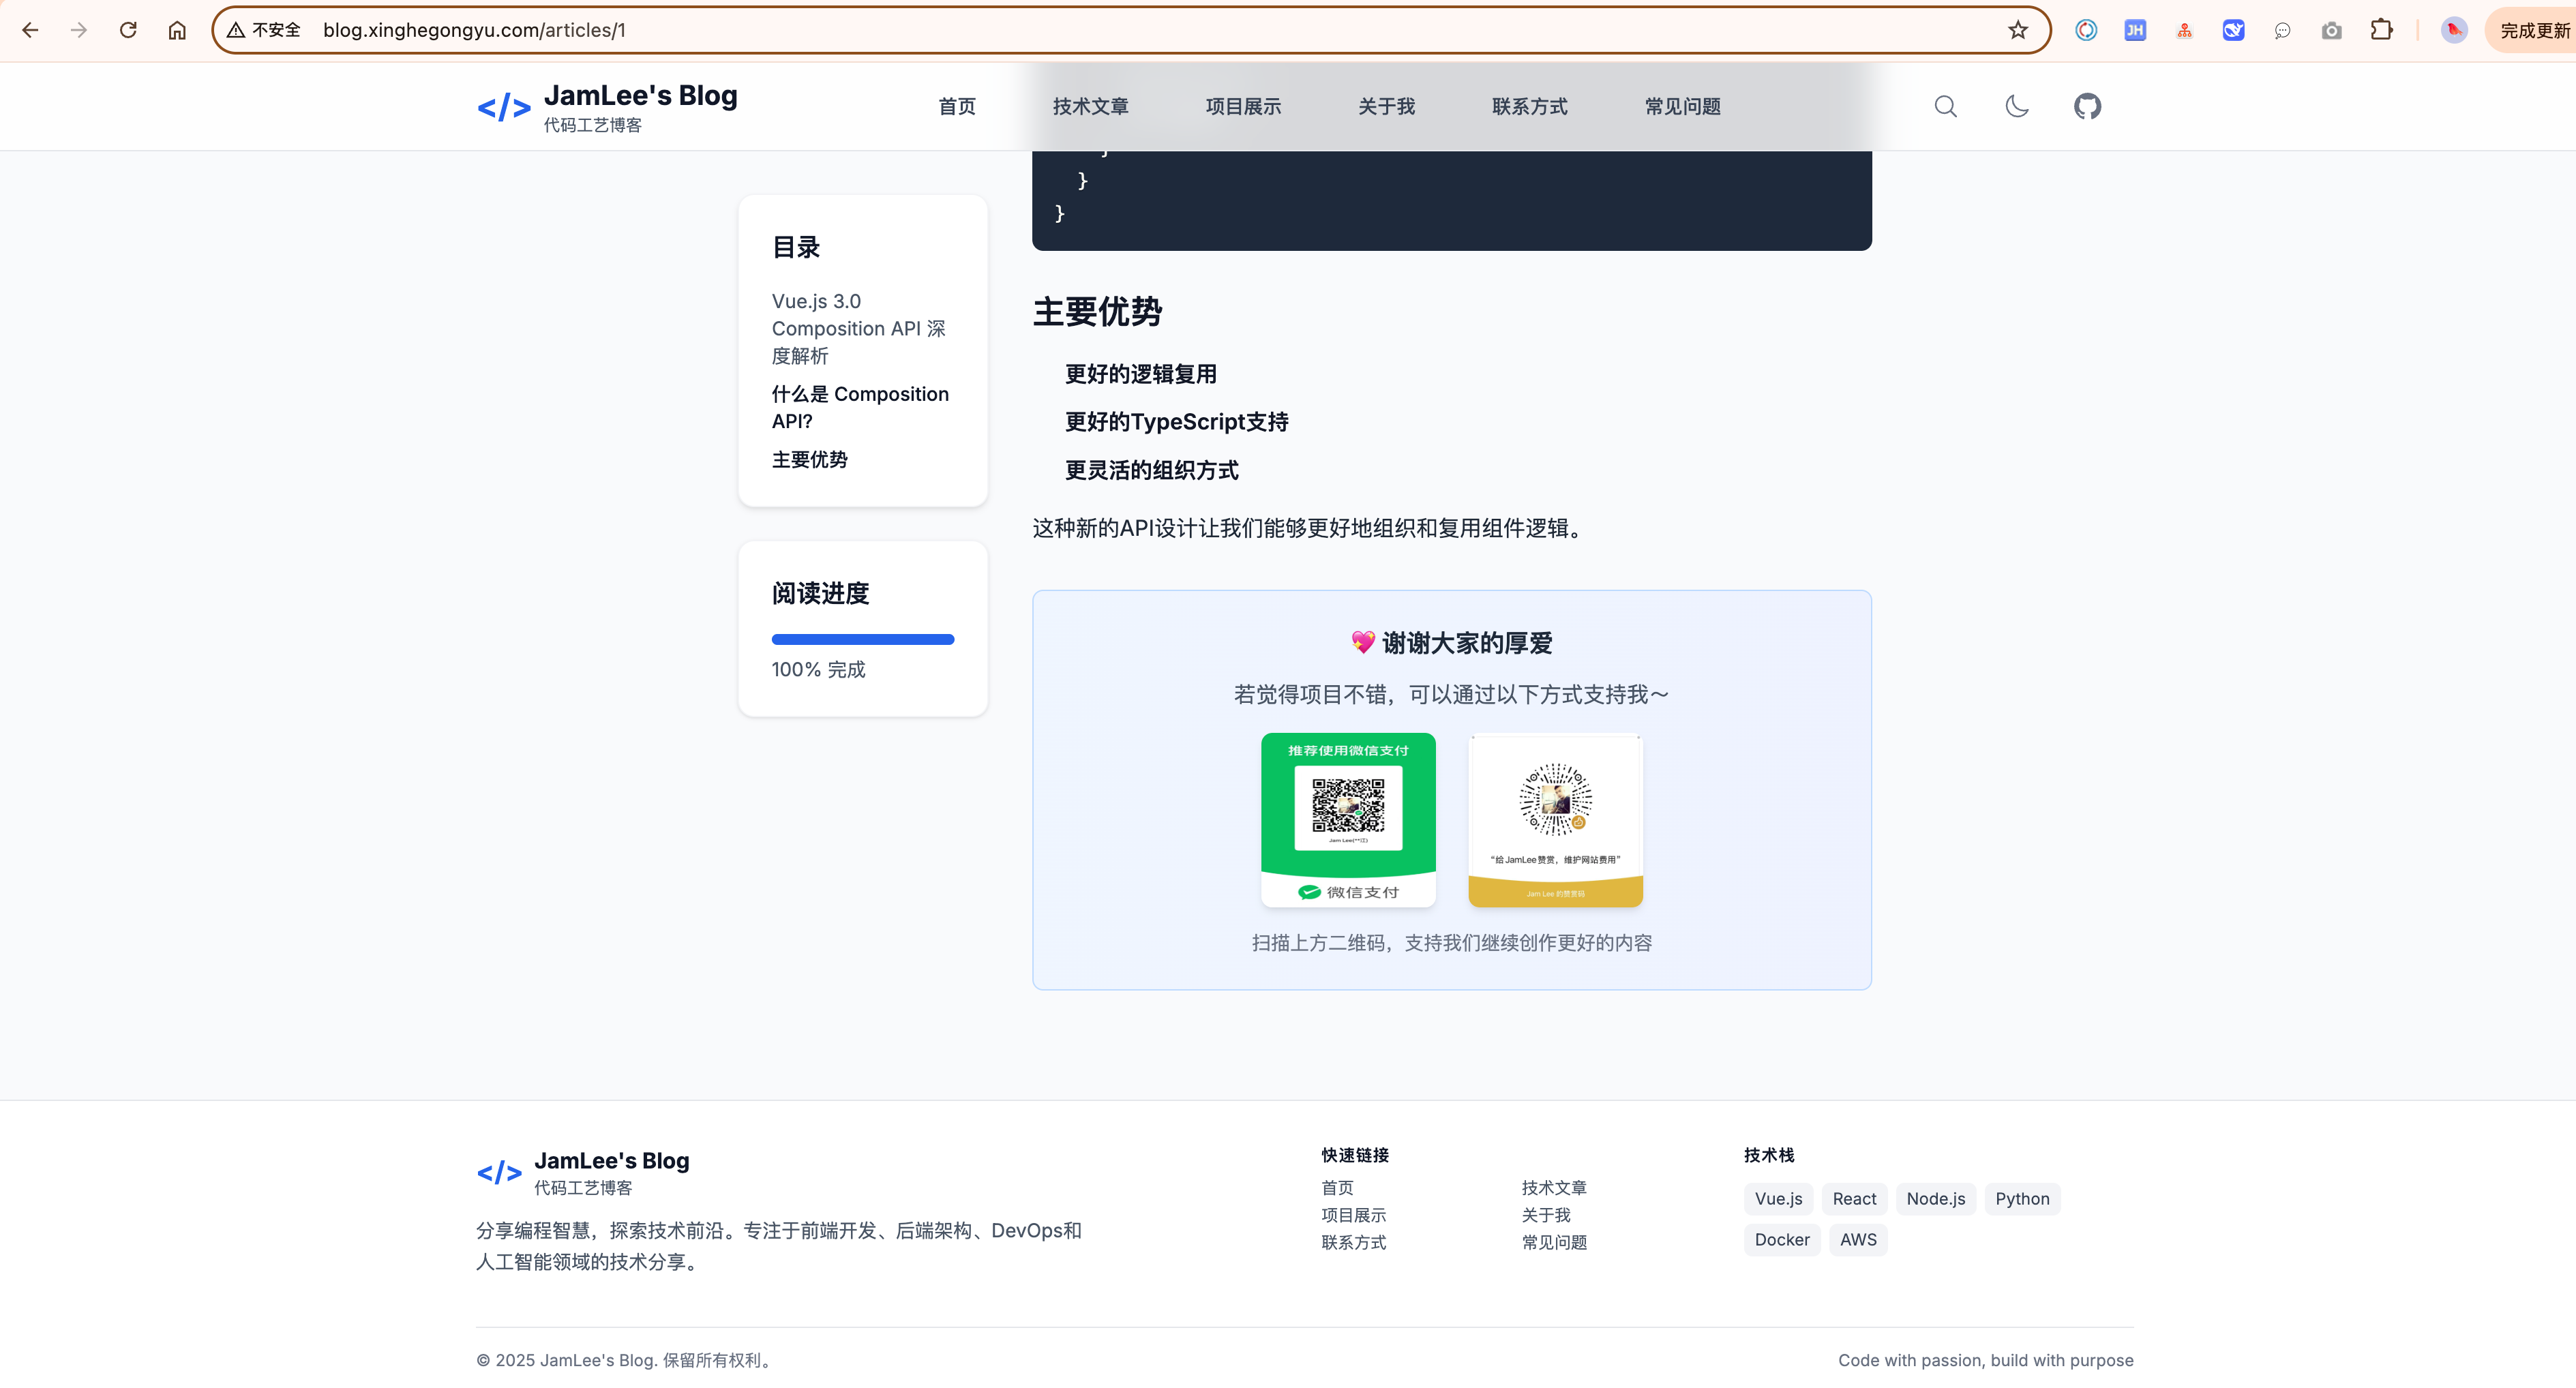 不安全 blog.xinghegongyu.com/articles/1
JH
完成更新
JamLee's Blog
代码工艺博客
首页 技术文章 项目展示 关于我 联系方式 常见问题
}
}
}
目录
Vue.js 3.0
Composition API 深
度解析
什么是 Composition
API?
主要优势
阅读进度
100% 完成
主要优势
更好的逻辑复用
更好的TypeScript支持
更灵活的组织方式
这种新的API设计让我们能够更好地组织和复用组件逻辑。
💖 谢谢大家的厚爱
若觉得项目不错，可以通过以下方式支持我～
推荐使用微信支付
Jam Lee(**江)
微信支付
“给JamLee赞赏，维护网站费用”
Jam Lee 的赞赏码
扫描上方二维码，支持我们继续创作更好的内容
</> JamLee's Blog
代码工艺博客
分享编程智慧，探索技术前沿。专注于前端开发、后端架构、DevOps和
人工智能领域的技术分享。
快速链接
首页 技术文章
项目展示 关于我
联系方式 常见问题
技术栈
Vue.js React Node.js Python
Docker AWS
© 2025 JamLee's Blog. 保留所有权利。
Code with passion, build with purpose